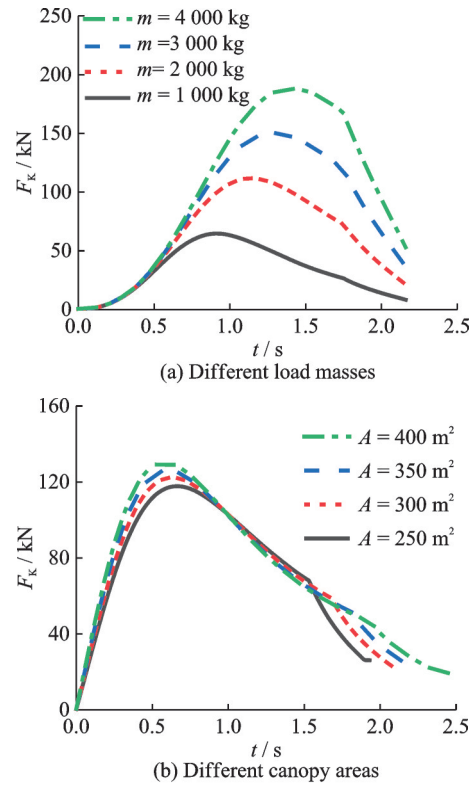 m = 4 000 kg
m =3 000 kg
m= 2 000 kg
m = 1 000 kg
250
200
150
100
50
0
F_K / kN
0.0 0.5 1.0 1.5 2.0 2.5
t / s
(a) Different load masses
160
120
80
40
0
F_K / kN
A = 400 m²
A = 350 m²
A = 300 m²
A = 250 m²
0.0 0.5 1.0 1.5 2.0 2.5
t / s
(b) Different canopy areas